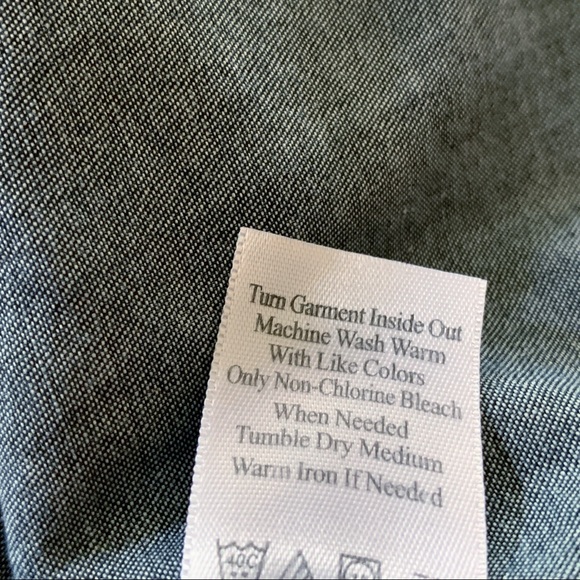 Turn Garment Inside Out
Machine Wash Warm
With Like Colors
Only Non-Chlorine Bleach
When Needed
Tumble Dry Medium
Warm Iron If Needed
40C